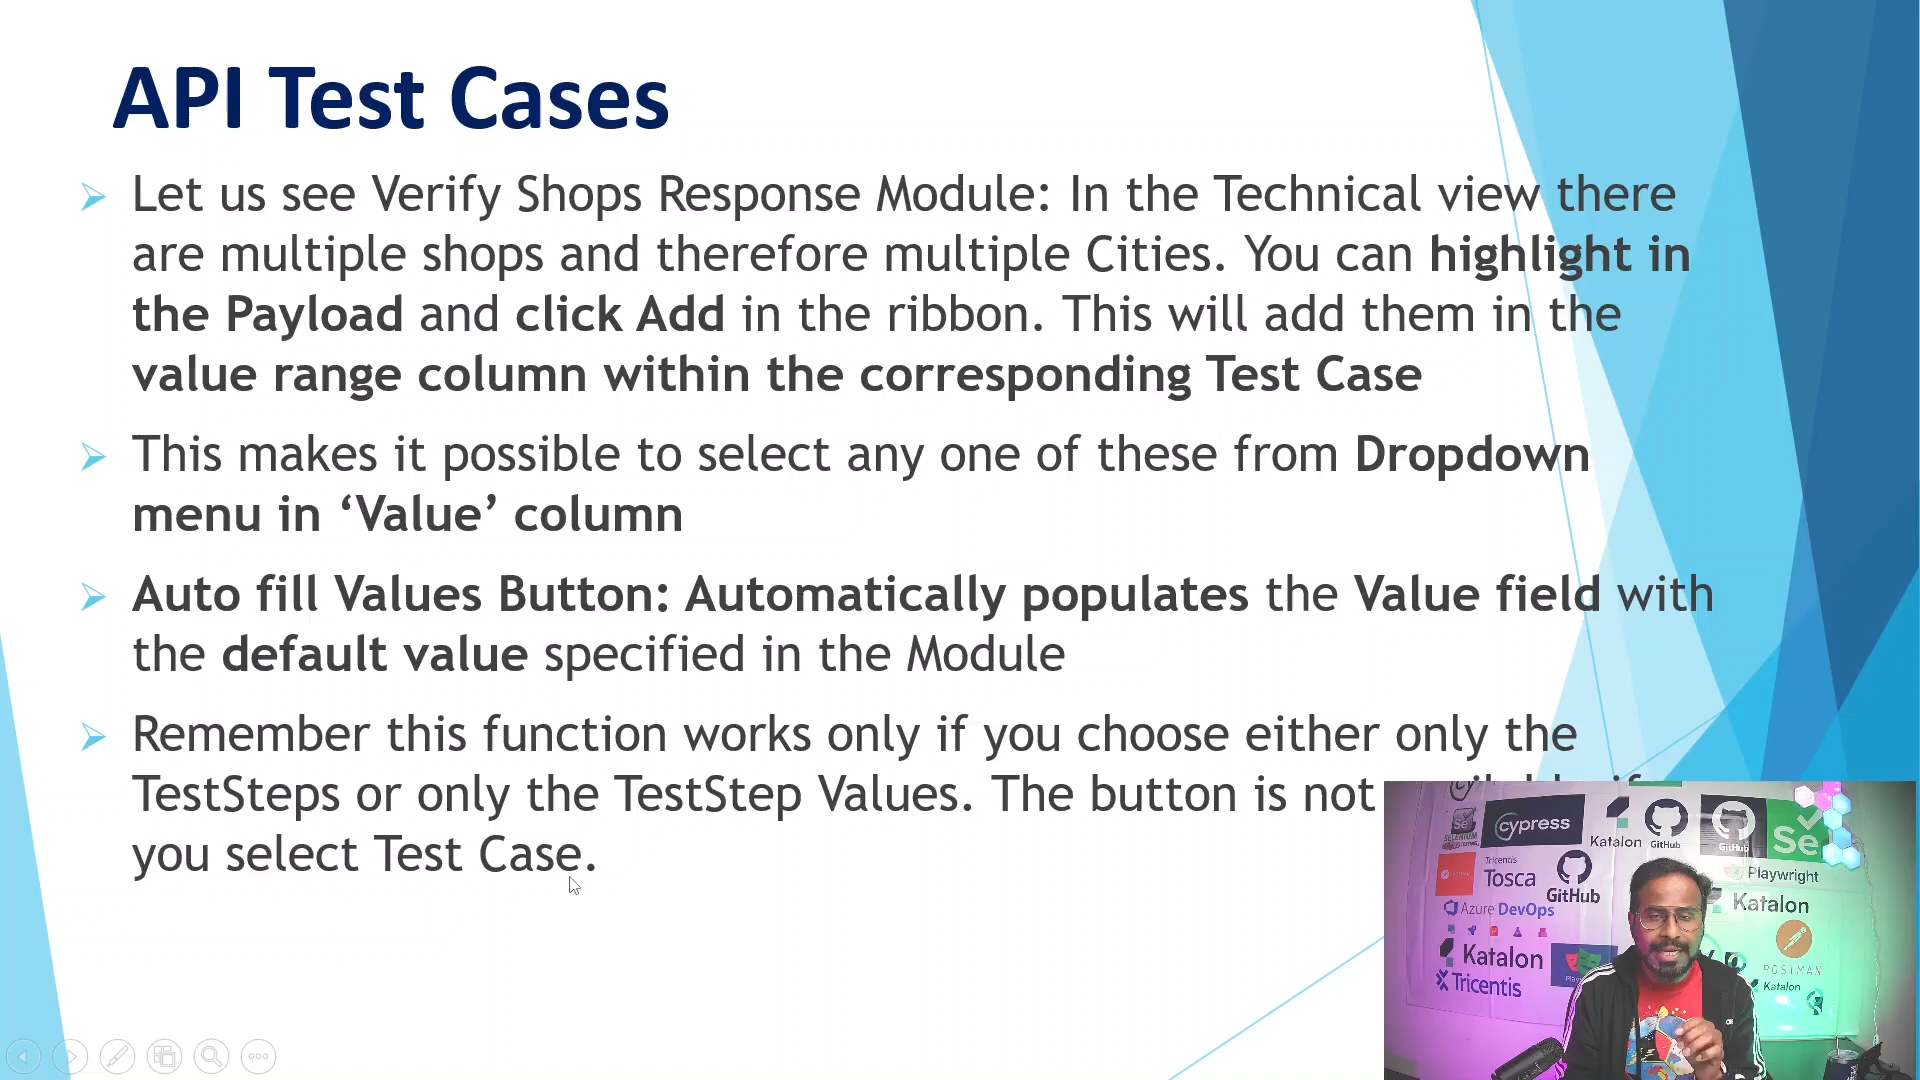 API Test Cases
Let us see Verify Shops Response Module: In the Technical view there
are multiple shops and therefore multiple Cities. You can highlight in
the Payload and click Add in the ribbon. This will add them in the
value range column within the corresponding Test Case
This makes it possible to select any one of these from Dropdown
menu in ‘Value’ column
Auto fill Values Button: Automatically populates the Value field with
the default value specified in the Module
Remember this function works only if you choose either only the
TestSteps or only the TestStep Values. The button is not
you select Test Case.
cypress
Katalon
GitHub
GitHub
Se
Se
SELENIUM
Tricentis
Tosca
GitHub
Playwright
Azure DevOps
Katalon
Katalon
Tricentis
POSTMAN
Katalon